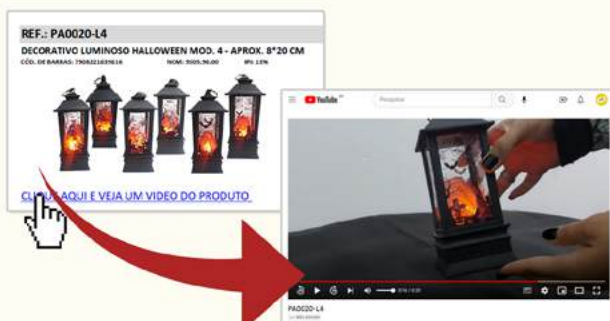 REF.: PA0020-L4
DECORATIVO LUMINOSO HALLOWEEN MOD. 4 - APROX. 8*20 CM
CÓD. DE BARRAS: 7908321639616 NCM: 9505.90.00 IPI: 13%
CLIQUE AQUI E VEJA UM VIDEO DO PRODUTO
YouTube
Pesquisar
PA0020-L4